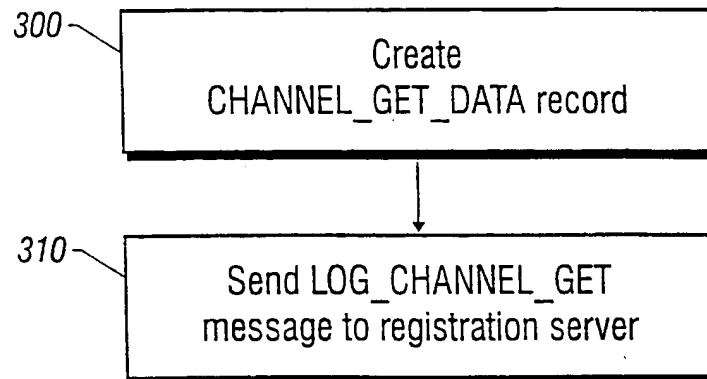 300
Create
CHANNEL_GET_DATA record
310
Send LOG_CHANNEL_GET
message to registration server